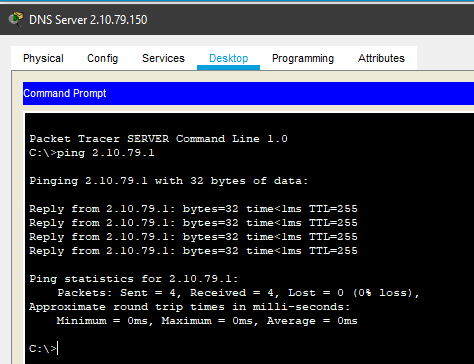 DNS Server 2.10.79.150
Physical Config Services Desktop Programming Attributes
Command Prompt
Packet Tracer SERVER Command Line 1.0
C:\>ping 2.10.79.1
Pinging 2.10.79.1 with 32 bytes of data:
Reply from 2.10.79.1: bytes=32 time<1ms TTL=255
Reply from 2.10.79.1: bytes=32 time<1ms TTL=255
Reply from 2.10.79.1: bytes=32 time<1ms TTL=255
Reply from 2.10.79.1: bytes=32 time<1ms TTL=255
Ping statistics for 2.10.79.1:
Packets: Sent = 4, Received = 4, Lost = 0 (0% loss),
Approximate round trip times in milli-seconds:
Minimum = 0ms, Maximum = 0ms, Average = 0ms
C:\>